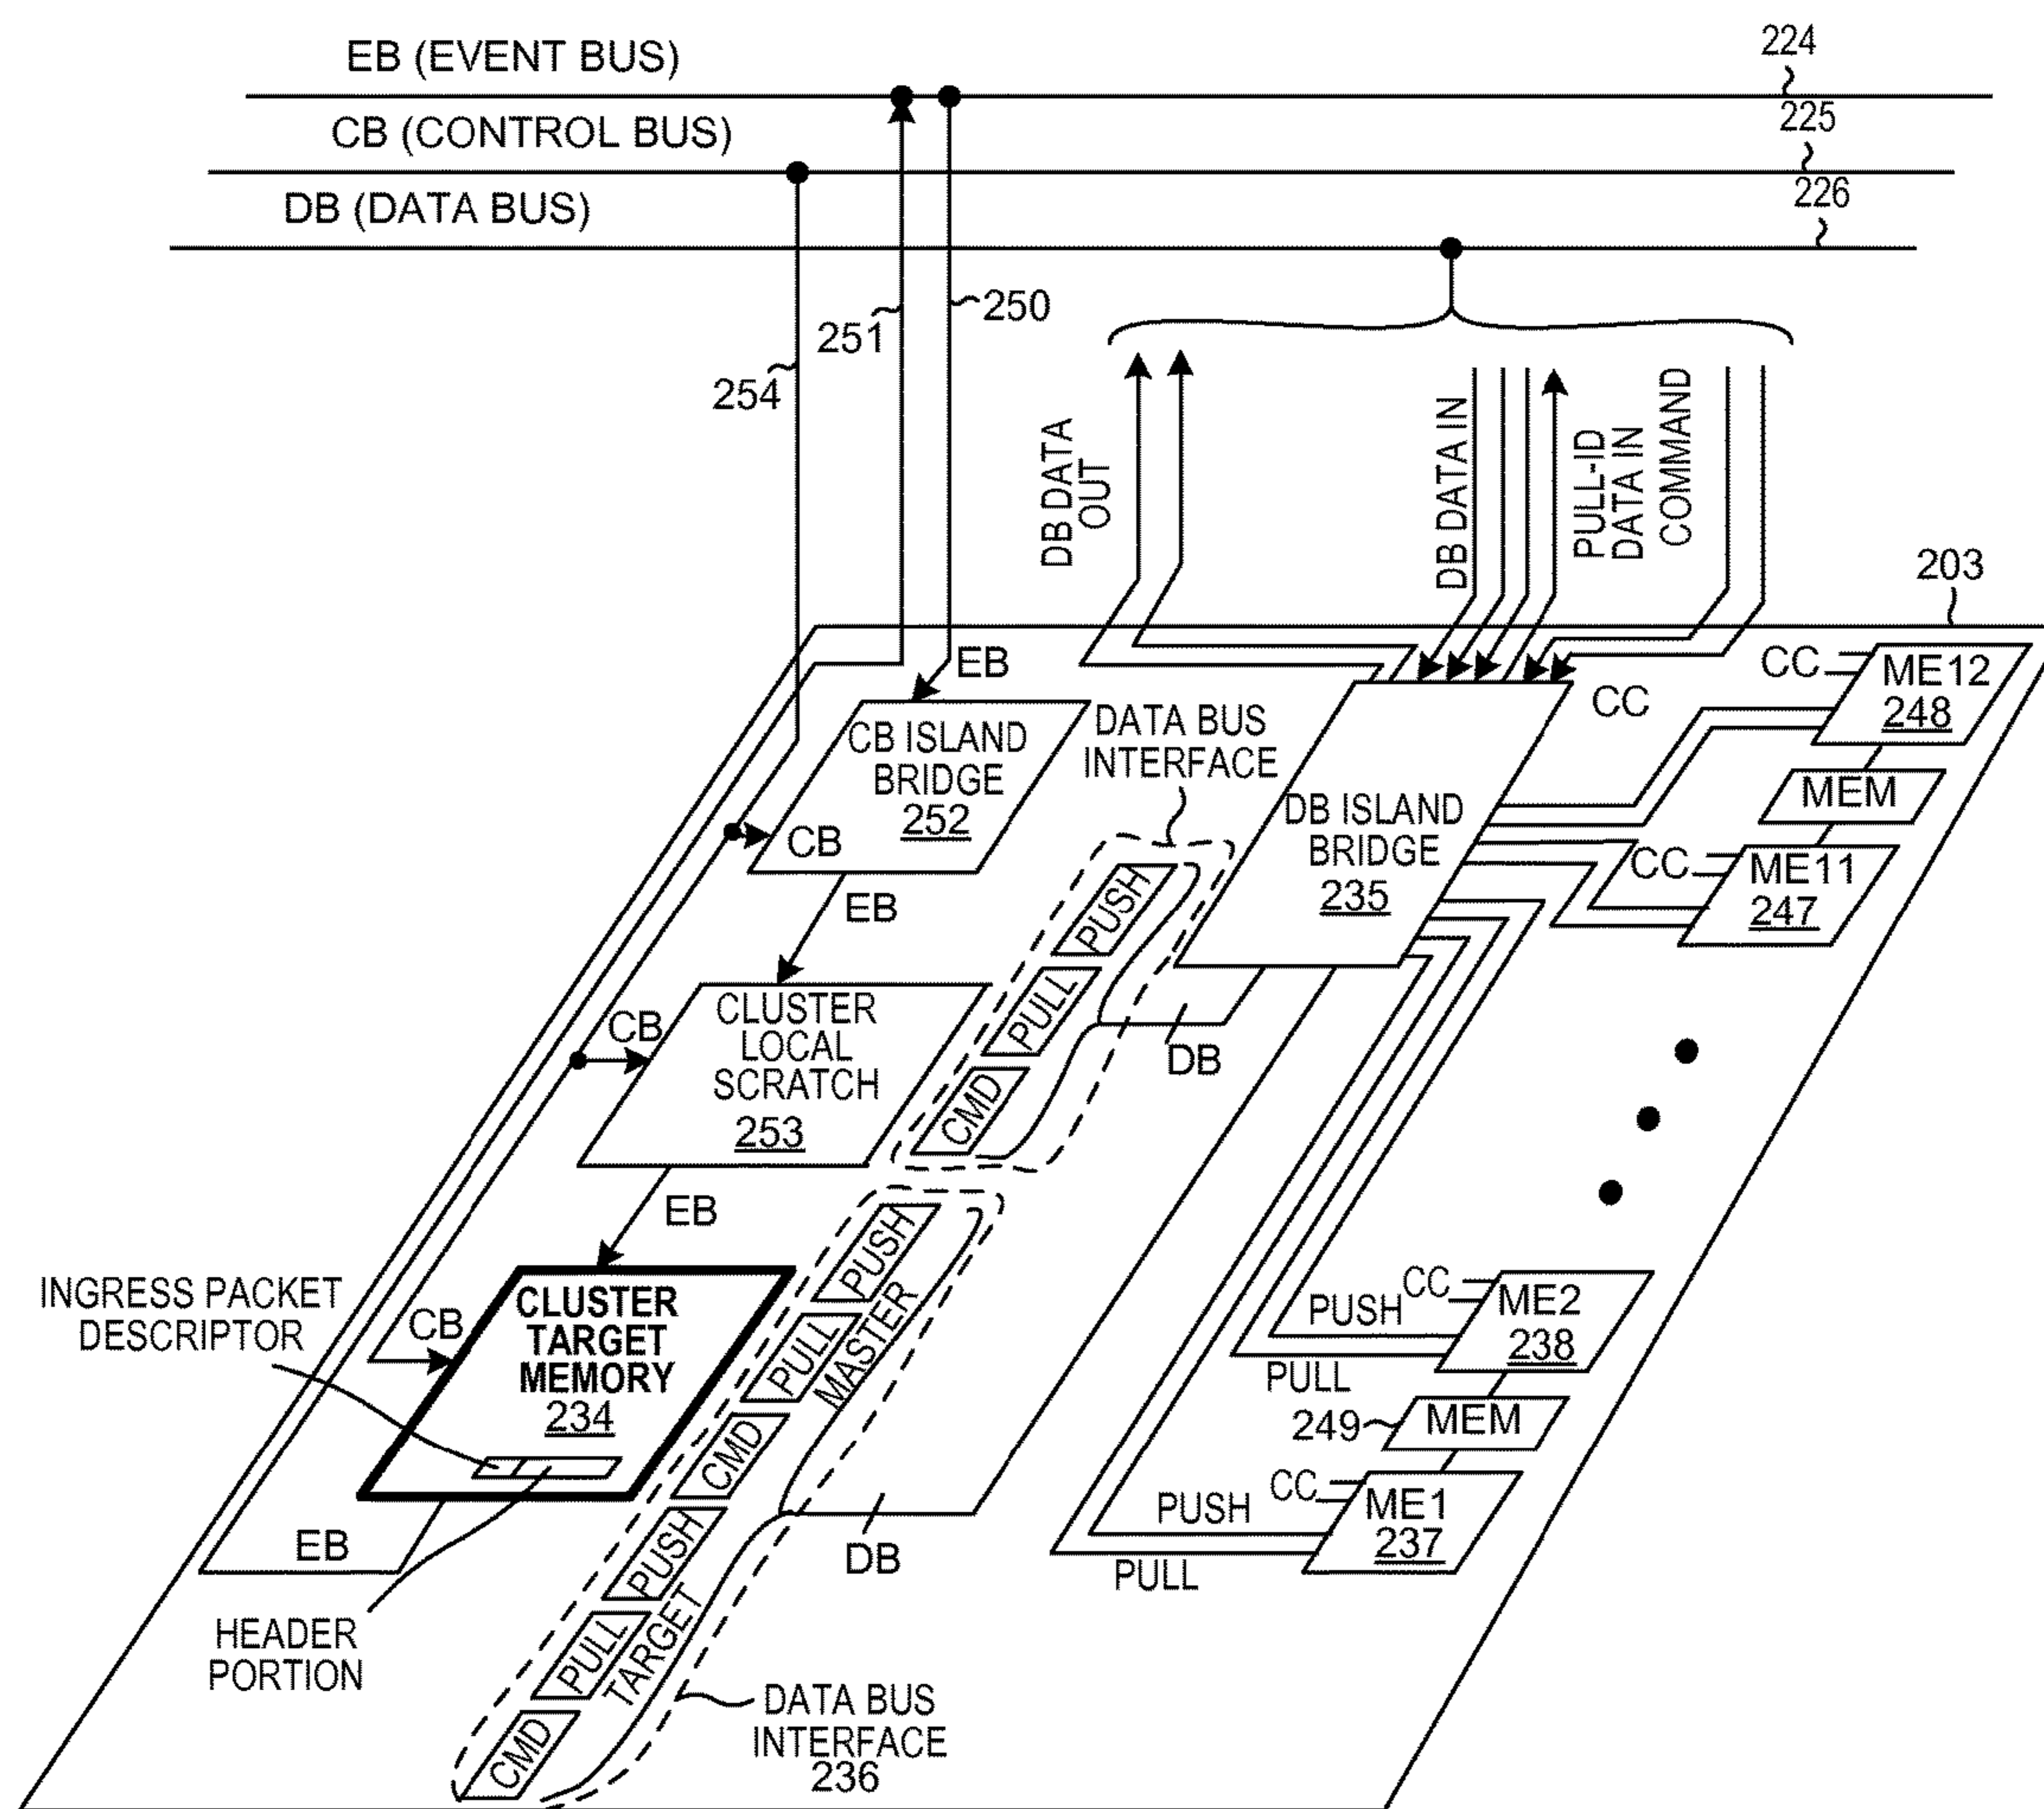 EB (EVENT BUS)
224
CB (CONTROL BUS)
225
DB (DATA BUS)
226
250
251
254
DB DATA
OUT
DB DATA IN
PULL-ID
DATA IN
COMMAND
203
EB
CB ISLAND
BRIDGE
252
CB
EB
DATA BUS
INTERFACE
DB ISLAND
BRIDGE
235
CC
CC
ME12
248
MEM
CC
ME11
247
PUSH
PULL
CMD
DB
CB
CLUSTER
LOCAL
SCRATCH
253
EB
INGRESS PACKET
DESCRIPTOR
CB
CLUSTER
TARGET
MEMORY
234
EB
HEADER
PORTION
PUSH
PULL
CMD
MASTER
PUSH
PULL
CMD
TARGET
DB
DATA BUS
INTERFACE
236
CC
ME2
238
PUSH
PULL
249
MEM
CC
ME1
237
PUSH
PULL